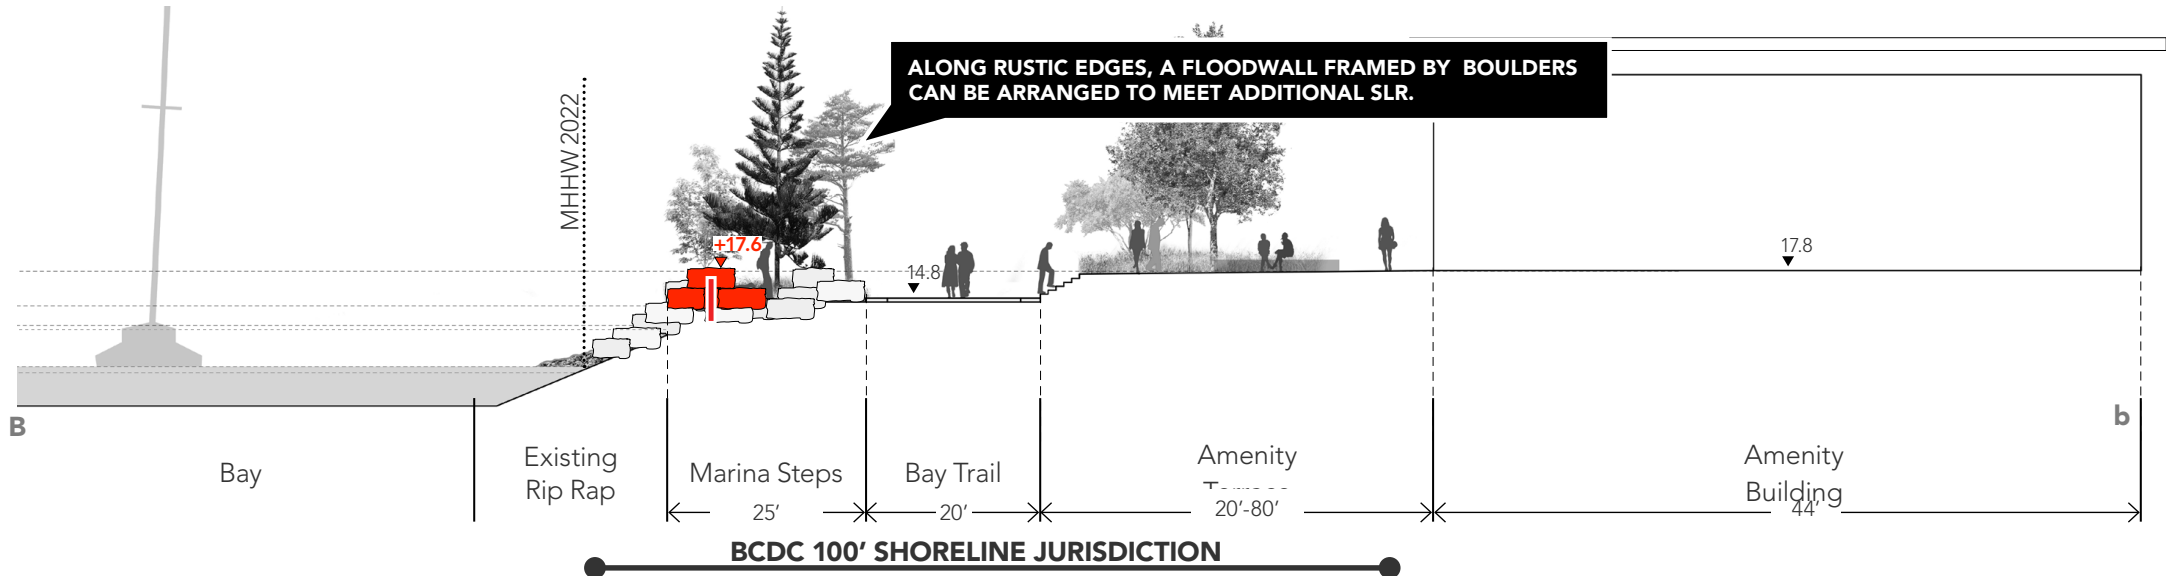 ALONG RUSTIC EDGES, A FLOODWALL FRAMED BY BOULDERS
CAN BE ARRANGED TO MEET ADDITIONAL SLR.
MHHW 2022
+17.6
14.8
17.8
B
b
Bay
Existing
Rip Rap
Marina Steps
Bay Trail
Amenity
Amenity
Building
25’
20’
20’-80’
44’
BCDC 100’ SHORELINE JURISDICTION